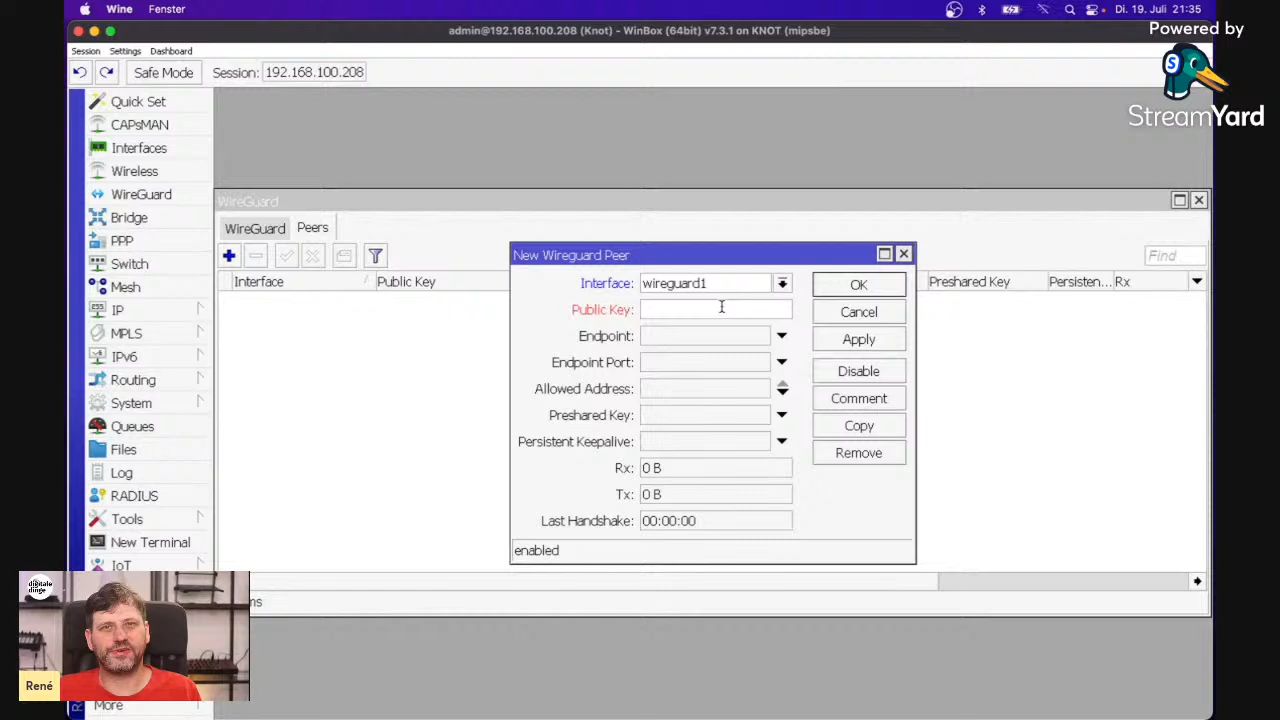 Wine Fenster
Di. 19. Juli 21:35
admin@192.168.100.208 (Knot) - WinBox (64bit) v7.3.1 on KNOT (mipsbe)
Powered by
StreamYard
Session Settings Dashboard
Safe Mode
Session: 192.168.100.208
Quick Set
CAPsMAN
Interfaces
Wireless
WireGuard
Bridge
PPP
Switch
Mesh
IP
MPLS
IPv6
Routing
System
Queues
Files
Log
RADIUS
Tools
New Terminal
IoT
More
WireGuard
WireGuard Peers
Find
Interface Public Key Preshared Key Persisten... Rx
New Wireguard Peer
Interface: wireguard1
Public Key:
Endpoint:
Endpoint Port:
Allowed Address:
Preshared Key:
Persistent Keepalive:
Rx: 0 B
Tx: 0 B
Last Handshake: 00:00:00
enabled
OK
Cancel
Apply
Disable
Comment
Copy
Remove
digitale
dinge
René